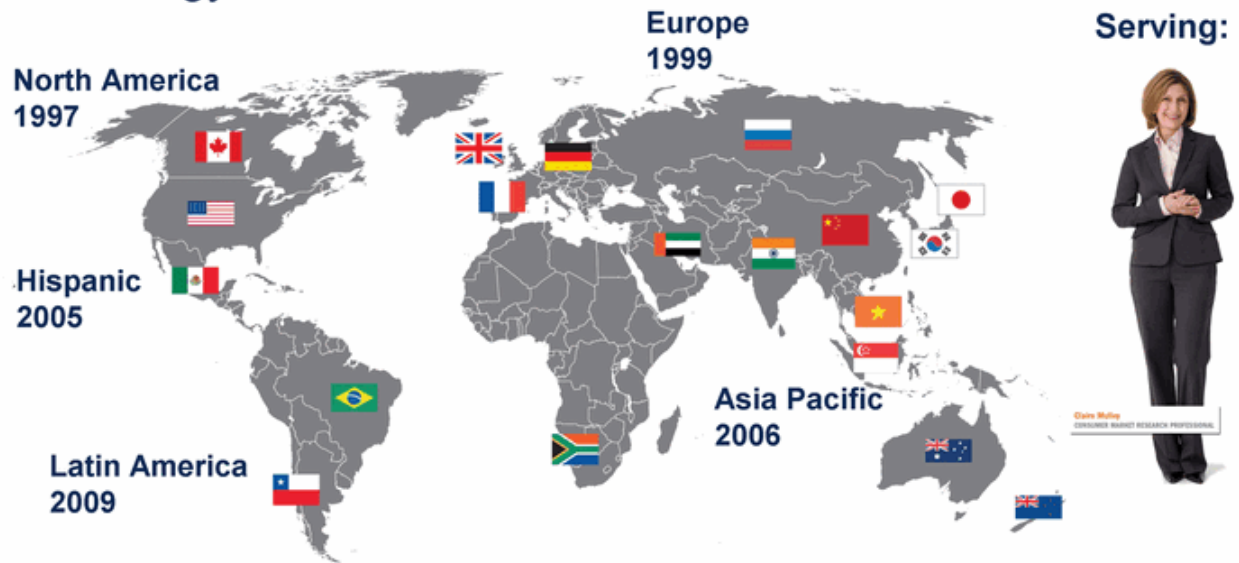 Serving:
Europe
1999
North America
1997
Hispanic
2005
Asia Pacific
2006
Latin America
2009
Claire Molloy
CONSUMER MARKET RESEARCH PROFESSIONAL